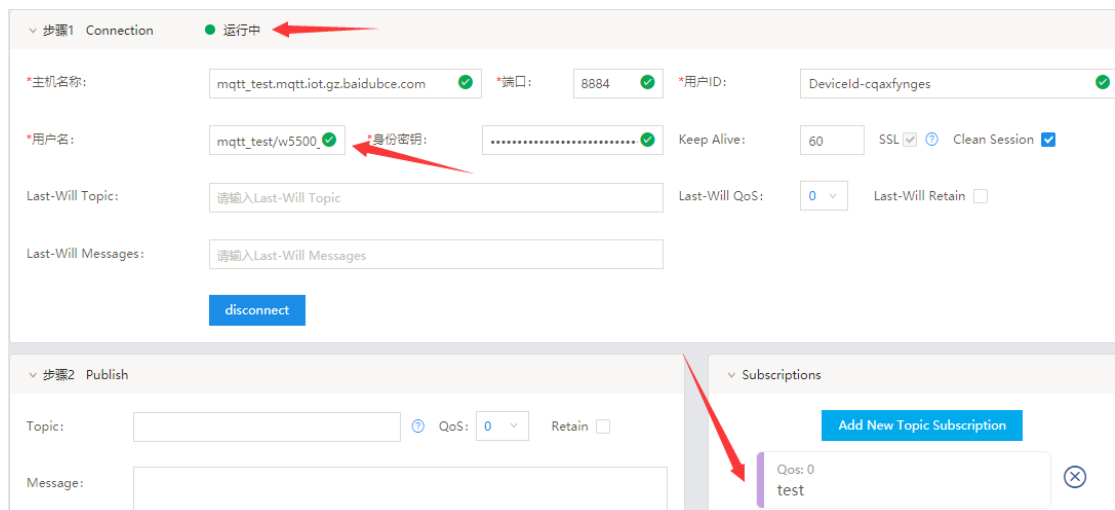 步骤1 Connection 运行中
*主机名称: mqtt_test.mqtt.iot.gz.baidubce.com *端口: 8884 *用户ID: DeviceId-cqaxfynges
*用户名: mqtt_test/w5500_ *身份密钥: •••••••••••••••••••••••••••• Keep Alive: 60 SSL Clean Session
Last-Will Topic: 请输入Last-Will Topic Last-Will QoS: 0 Last-Will Retain
Last-Will Messages: 请输入Last-Will Messages
disconnect
步骤2 Publish
Topic: QoS: 0 Retain
Message:
Subscriptions
Add New Topic Subscription
Qos: 0
test